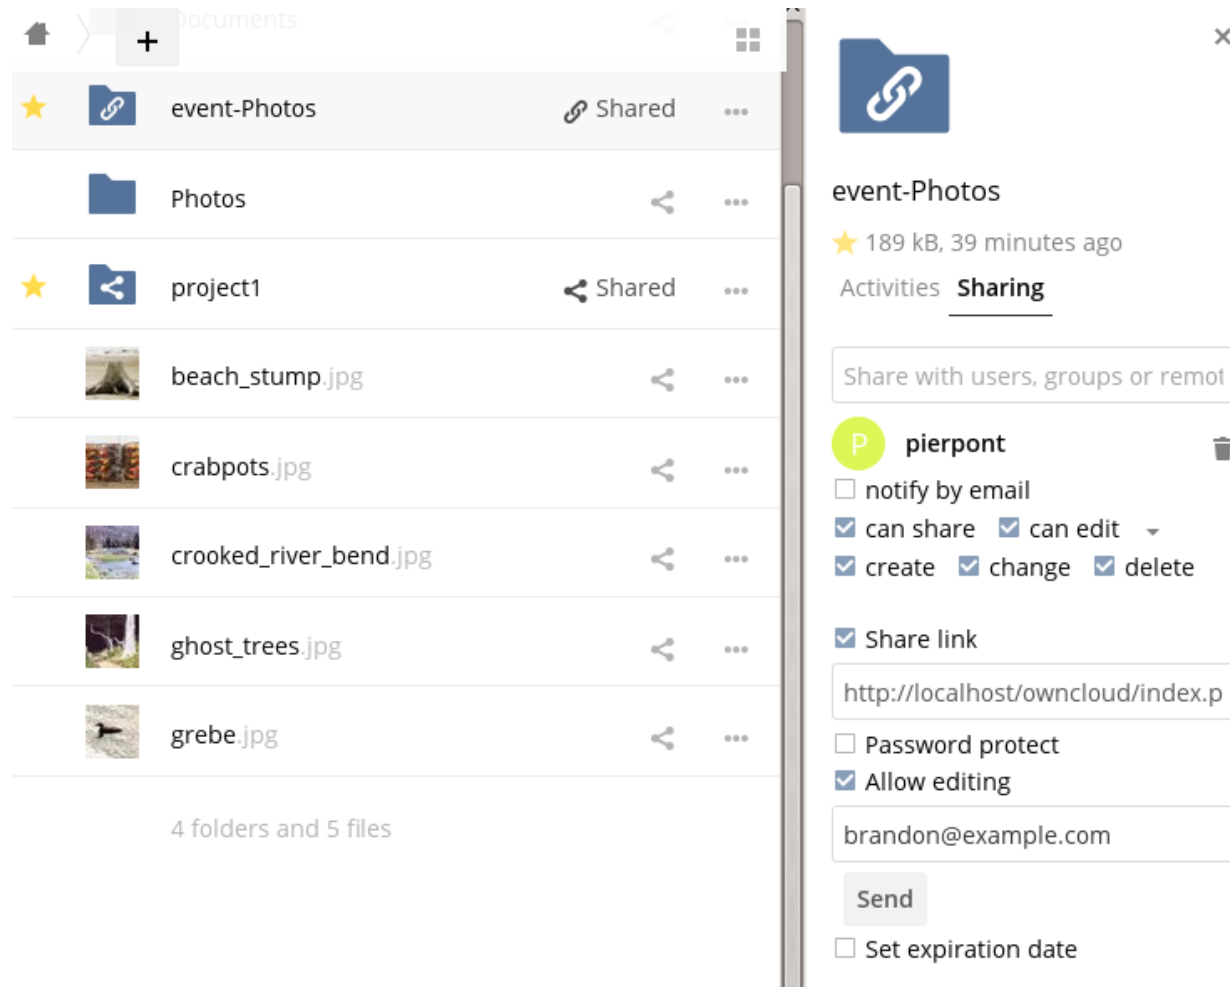 Documents
+
event-Photos Shared
Photos
project1 Shared
beach_stump.jpg
crabpots.jpg
crooked_river_bend.jpg
ghost_trees.jpg
grebe.jpg
4 folders and 5 files
event-Photos
189 kB, 39 minutes ago
Activities Sharing
Share with users, groups or remot
P pierpont
notify by email
can share can edit
create change delete
Share link
http://localhost/owncloud/index.p
Password protect
Allow editing
brandon@example.com
Send
Set expiration date